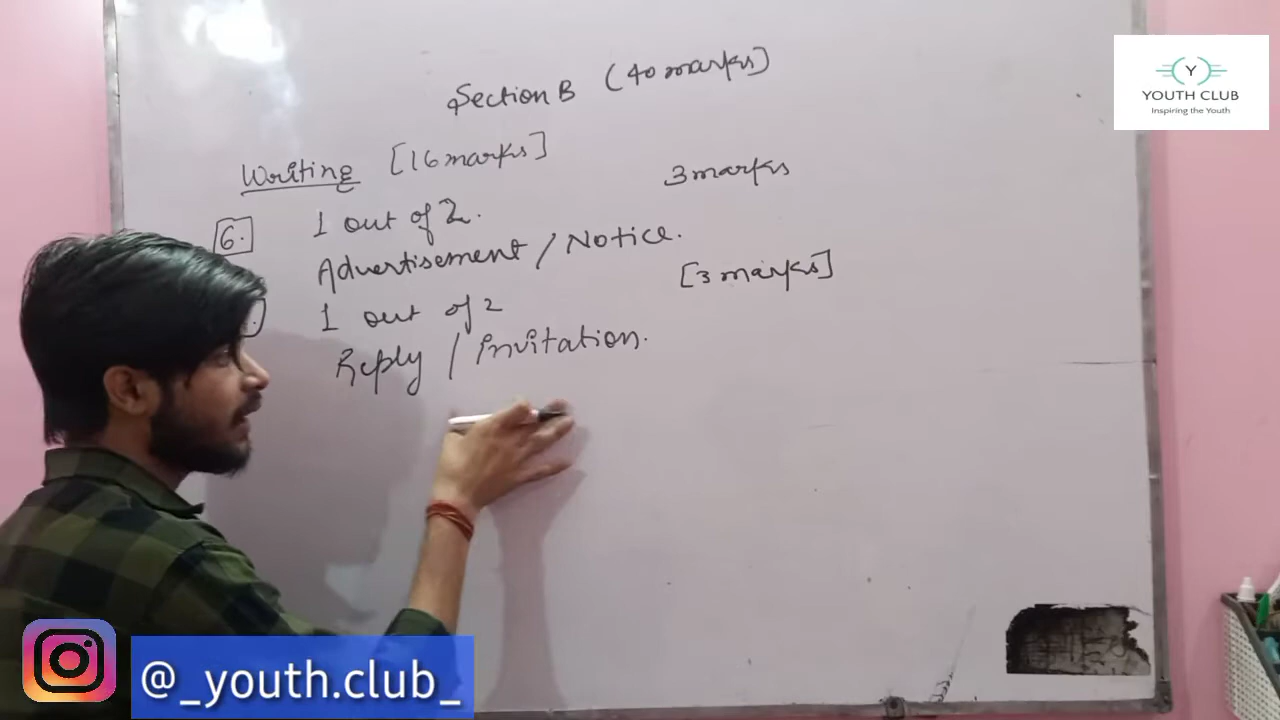 Section B (40 marks)
Writing [16 marks]
3 marks
6. 1 out of 2.
Advertisement / Notice.
[3 marks]
1 out of 2
Reply / Invitation.
Y
YOUTH CLUB
Inspiring the Youth
@_youth.club_